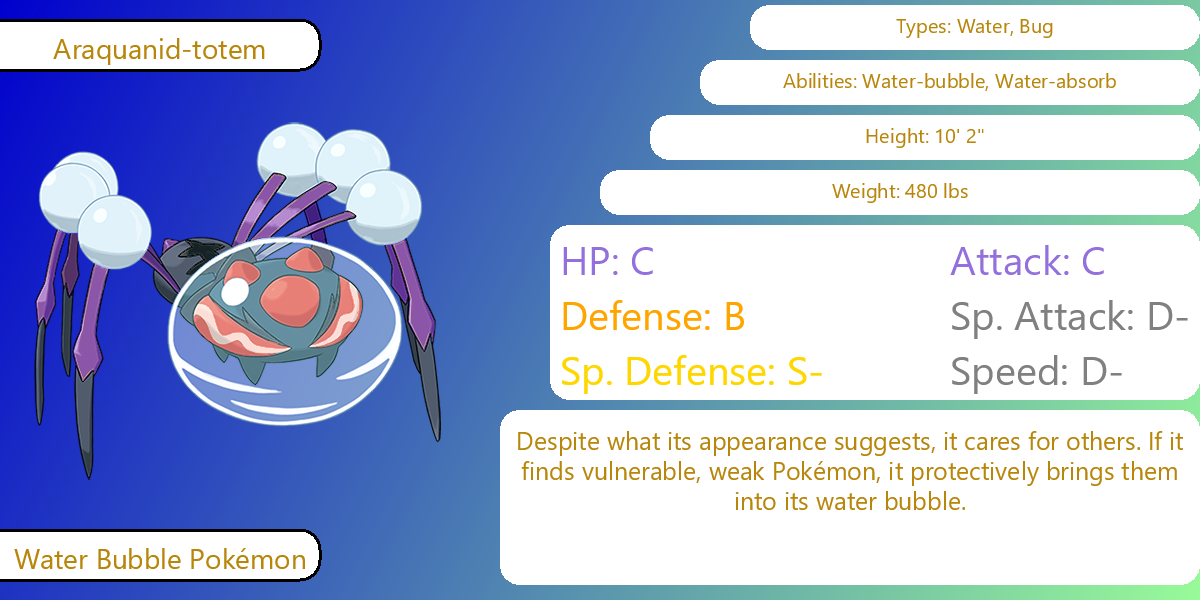 Araquanid-totem
Types: Water, Bug
Abilities: Water-bubble, Water-absorb
Height: 10' 2"
Weight: 480 lbs
HP: C
Attack: C
Defense: B
Sp. Attack: D-
Sp. Defense: S-
Speed: D-
Despite what its appearance suggests, it cares for others. If it
finds vulnerable, weak Pokémon, it protectively brings them
into its water bubble.
Water Bubble Pokémon